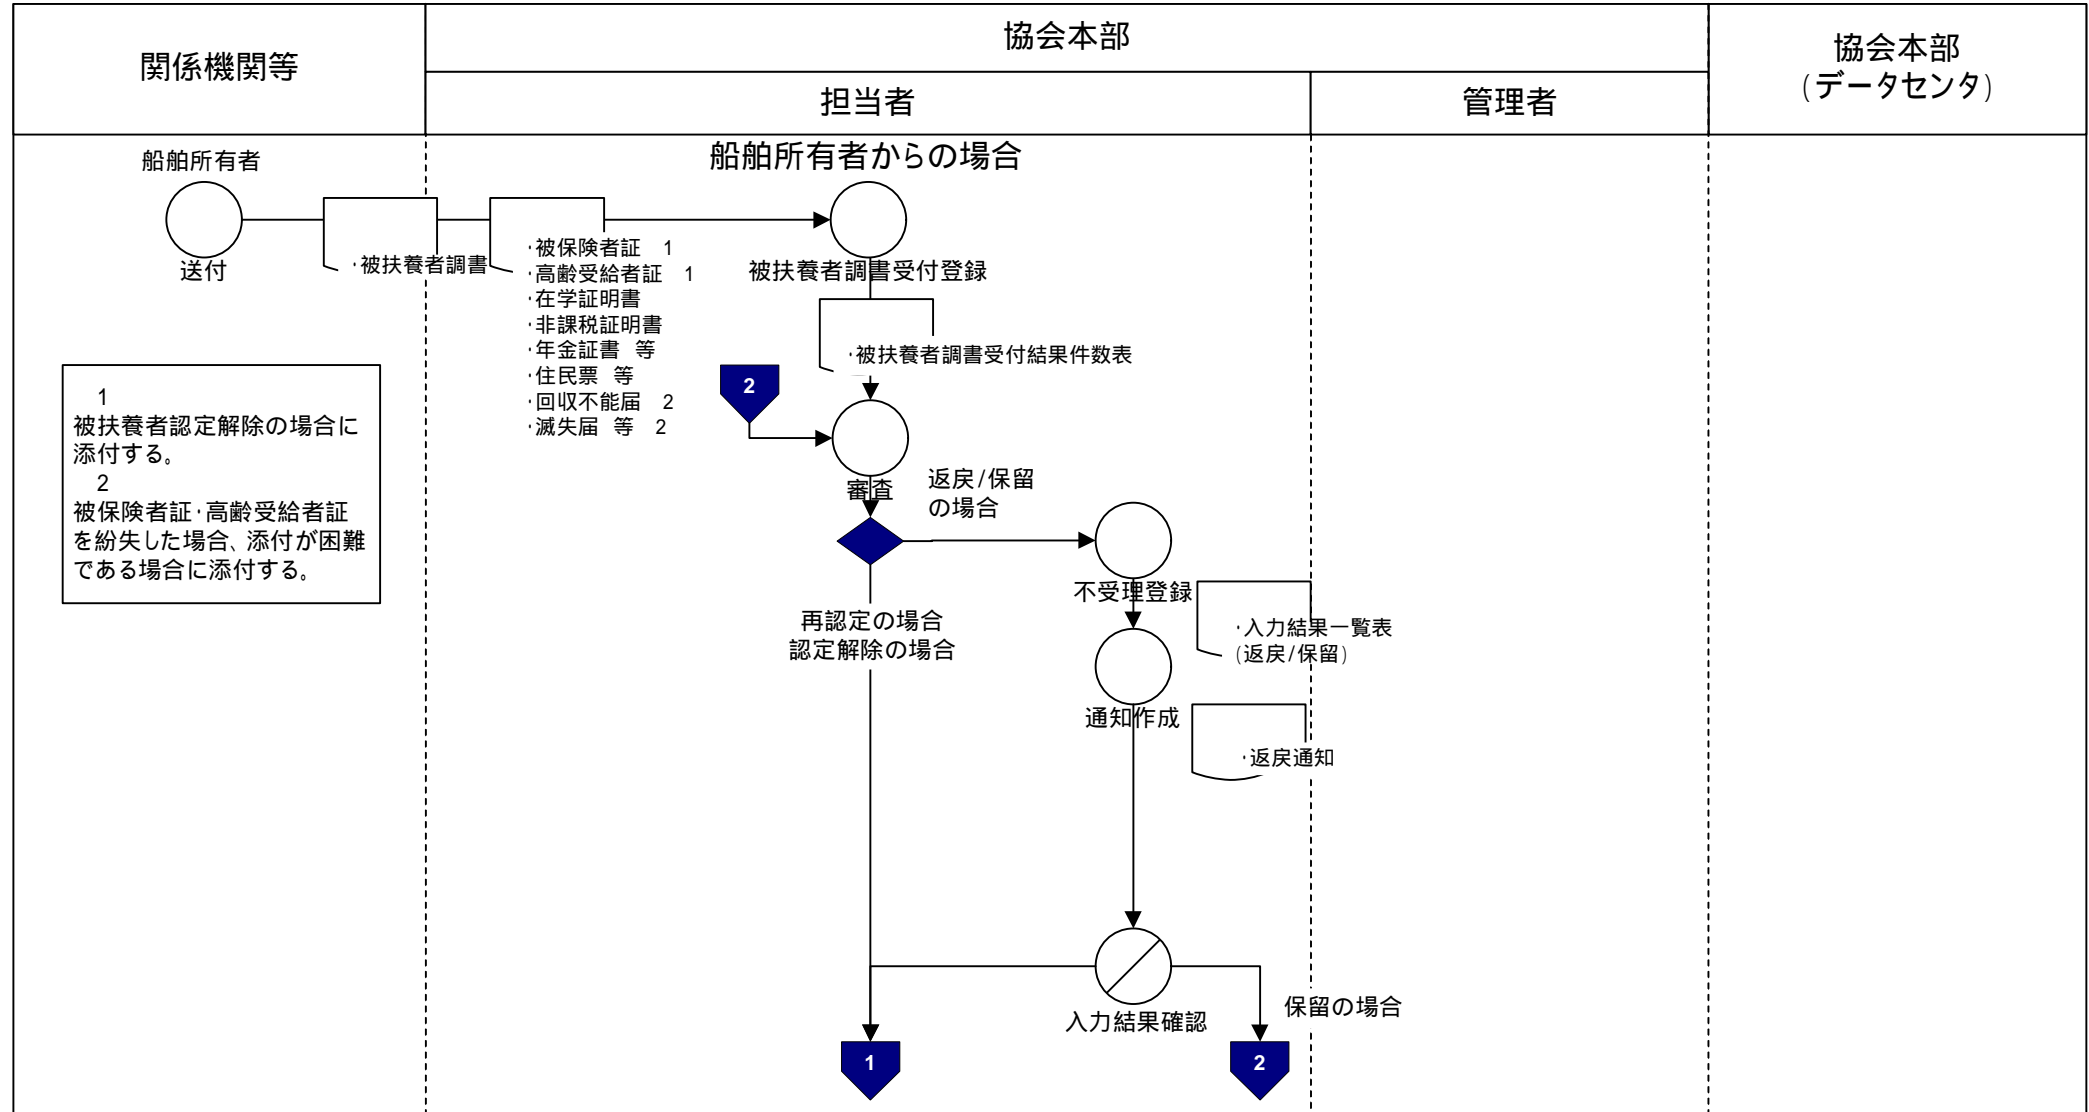 関係機関等
協会本部
担当者
管理者
協会本部
(データセンタ)
船舶所有者
船舶所有者からの場合
送付
・被扶養者調書
・被保険者証 1
・高齢受給者証 1
・在学証明書
・非課税証明書
・年金証書 等
・住民票 等
・回収不能届 2
・滅失届 等 2
被扶養者調書受付登録
・被扶養者調書受付結果件数表
1
被扶養者認定解除の場合に
添付する。
2
被保険者証・高齢受給者証
を紛失した場合、添付が困難
である場合に添付する。
2
審査
返戻/保留
の場合
不受理登録
・入力結果一覧表
(返戻/保留)
再認定の場合
認定解除の場合
通知作成
・返戻通知
入力結果確認
保留の場合
1
2